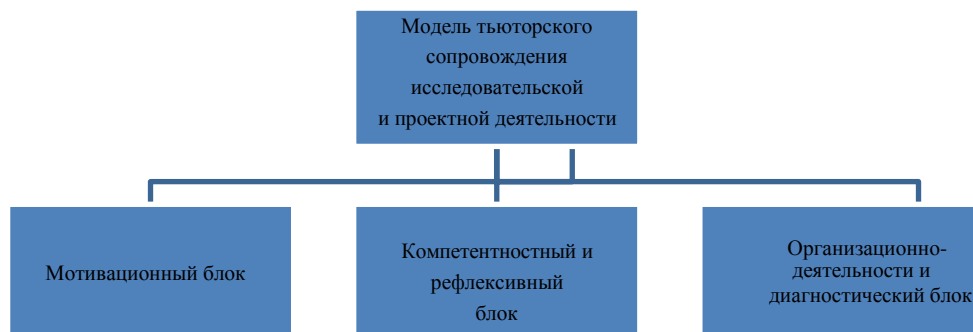 Модель тьюторского
сопровождения
исследовательской
и проектной деятельности
Мотивационный блок
Компетентностный и
рефлексивный
блок
Организационно-
деятельности и
диагностический блок